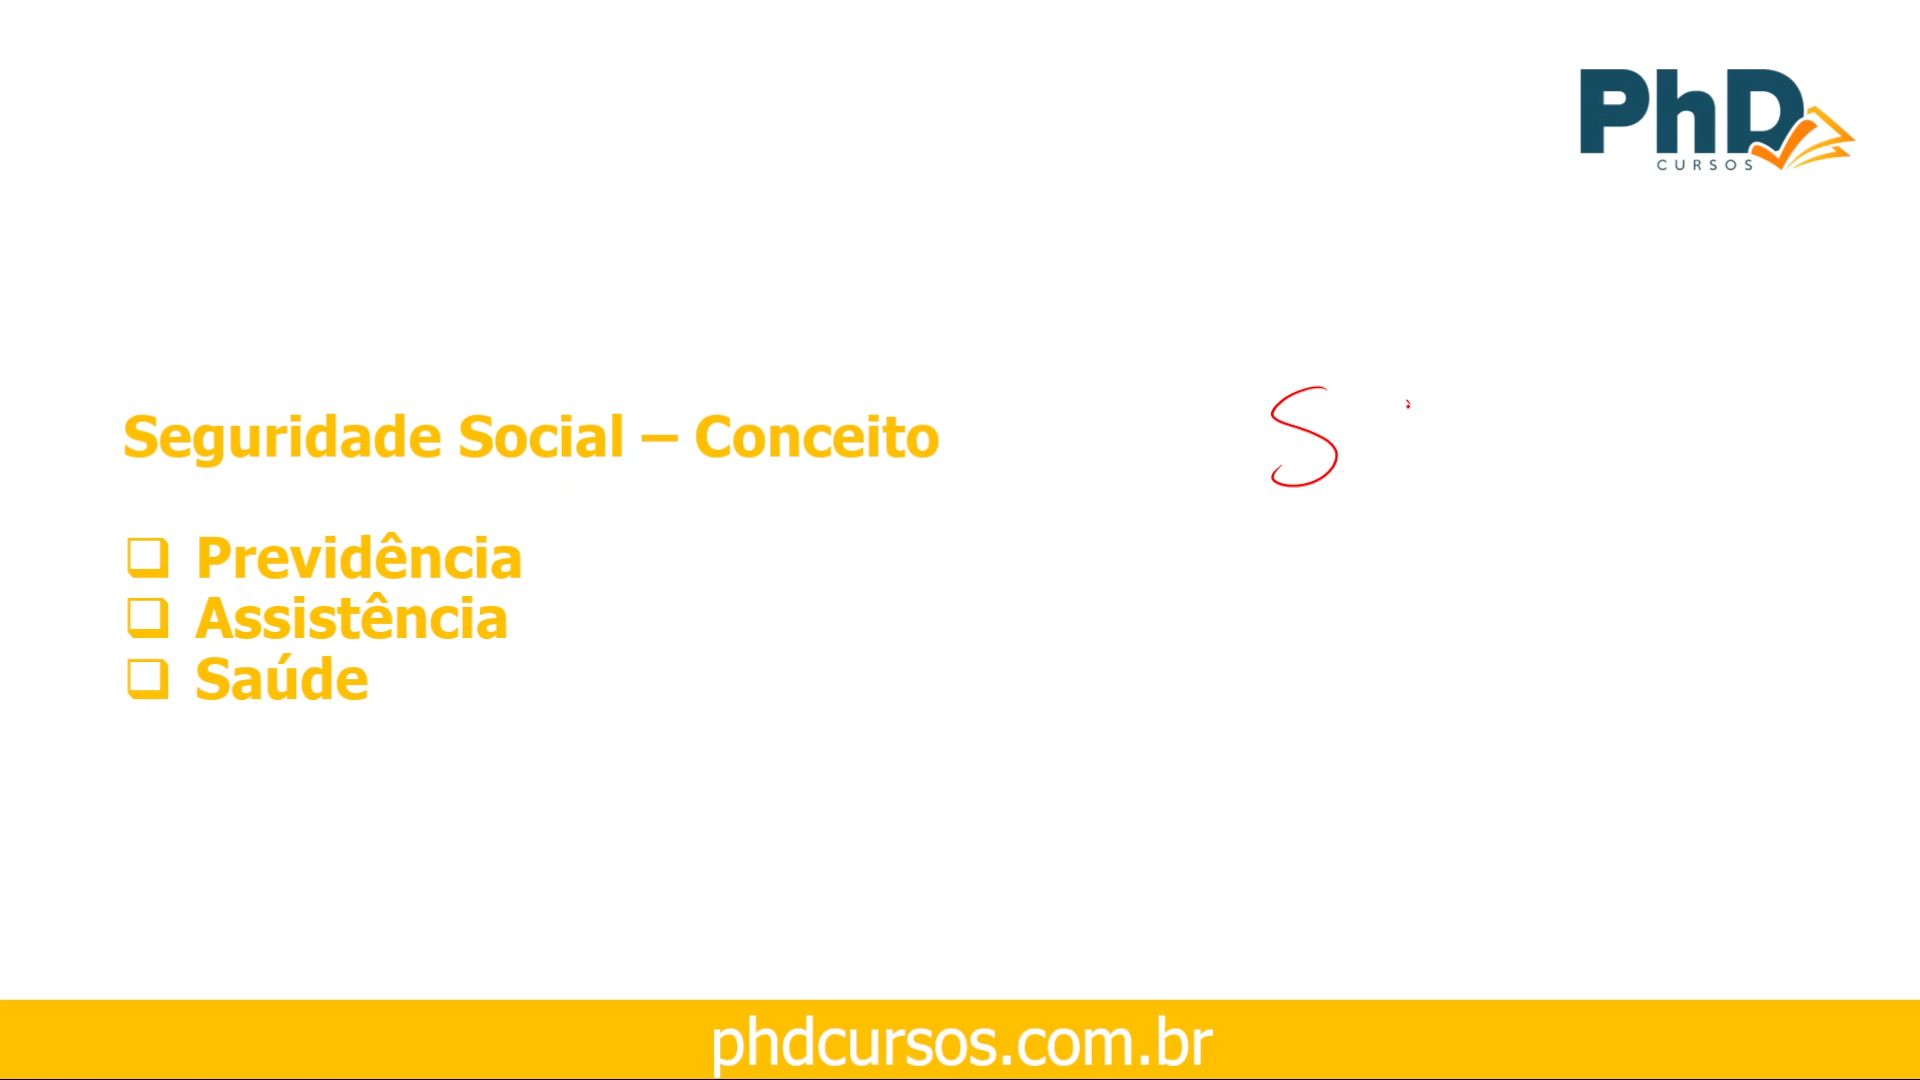 PhD
CURSOS
Seguridade Social – Conceito
S
❑ Previdência
❑ Assistência
❑ Saúde
phdcursos.com.br